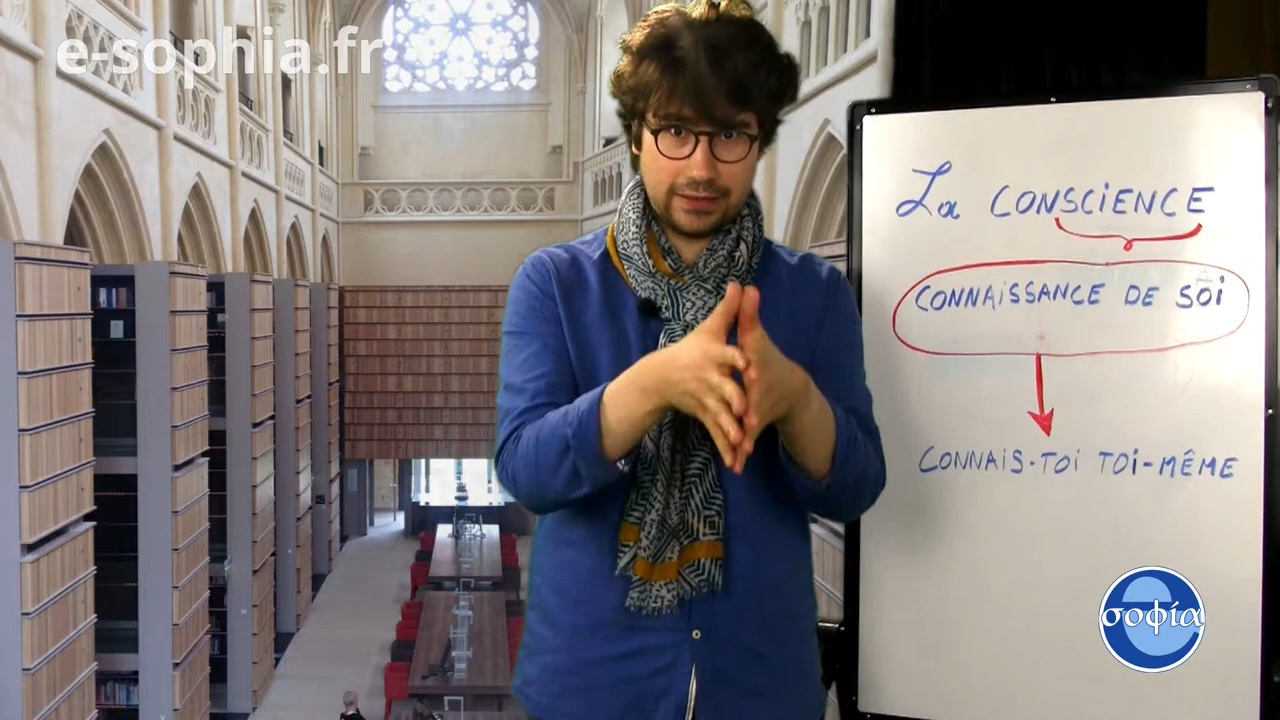 e-sophia.fr
La CONSCiENCE
CONNAiSSANCE DE SOi
CONNAiS-TOi TOi-MÊME
σοφία